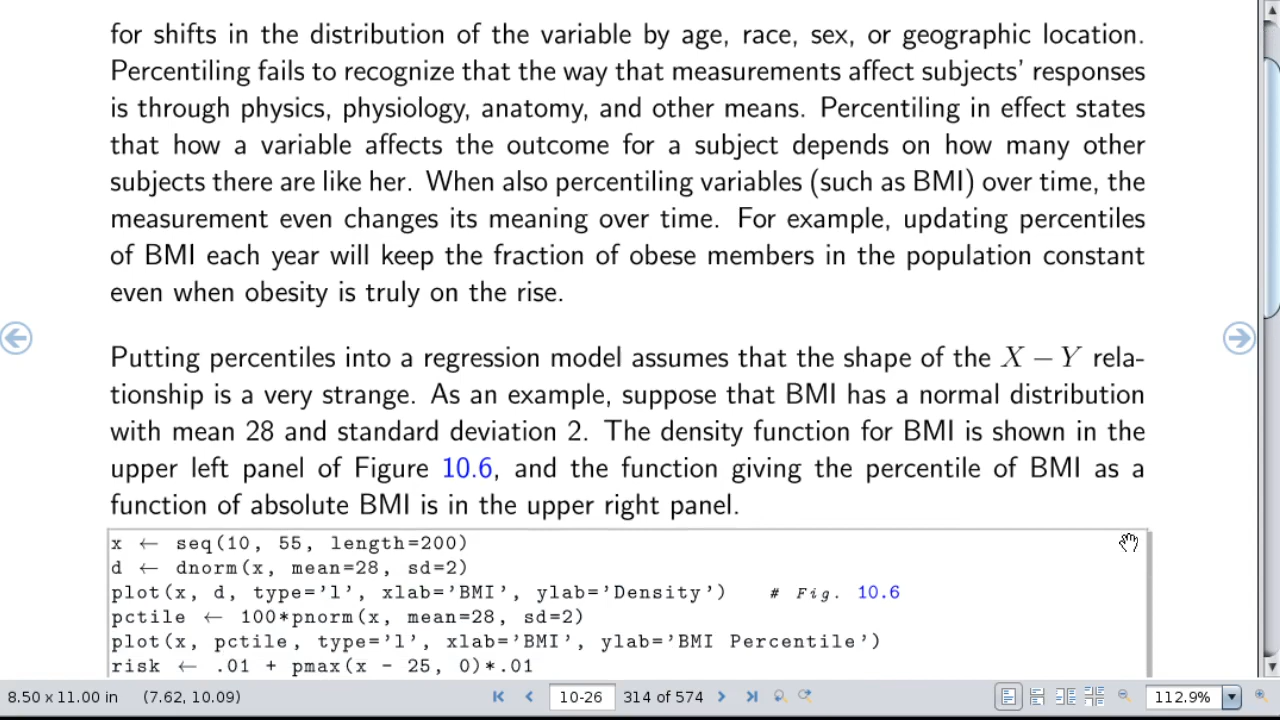 for shifts in the distribution of the variable by age, race, sex, or geographic location.
Percentiling fails to recognize that the way that measurements affect subjects' responses
is through physics, physiology, anatomy, and other means. Percentiling in effect states
that how a variable affects the outcome for a subject depends on how many other
subjects there are like her. When also percentiling variables (such as BMI) over time, the
measurement even changes its meaning over time. For example, updating percentiles
of BMI each year will keep the fraction of obese members in the population constant
even when obesity is truly on the rise.
Putting percentiles into a regression model assumes that the shape of the X − Y rela-
tionship is a very strange. As an example, suppose that BMI has a normal distribution
with mean 28 and standard deviation 2. The density function for BMI is shown in the
upper left panel of Figure 10.6, and the function giving the percentile of BMI as a
function of absolute BMI is in the upper right panel.
x ← seq(10, 55, length=200)
d ← dnorm(x, mean=28, sd=2)
plot(x, d, type='l', xlab='BMI', ylab='Density') # Fig. 10.6
pctile ← 100*pnorm(x, mean=28, sd=2)
plot(x, pctile, type='l', xlab='BMI', ylab='BMI Percentile')
risk ← .01 + pmax(x - 25, 0)*.01
8.50 x 11.00 in (7.62, 10.09) 10-26 314 of 574 112.9%